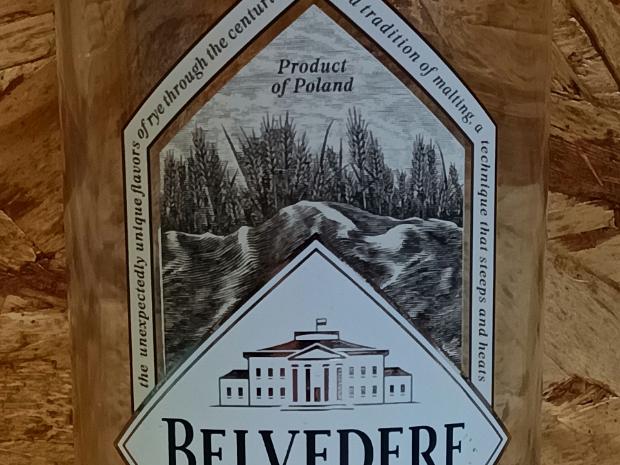 the unexpectedly unique flavors of rye through the centur
d tradition of malting, a technique that steeps and heats
Product
of Poland
BELVEDERE